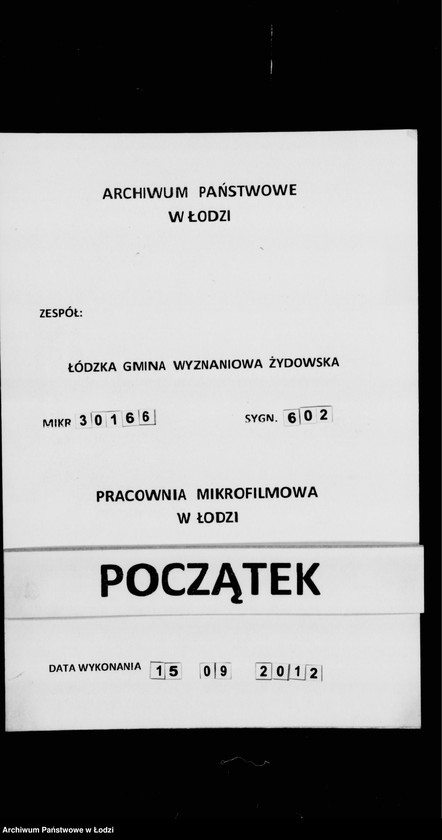 ARCHIWUM PAŃSTWOWE
W ŁODZI
ZESPÓŁ:
ŁÓDZKA GMINA WYZNANIOWA ŻYDOWSKA
MIKR 30166 SYGN. 602
PRACOWNIA MIKROFILMOWA
W ŁODZI
POCZĄTEK
DATA WYKONANIA 15 09 2012
Archiwum Państwowe w Łodzi